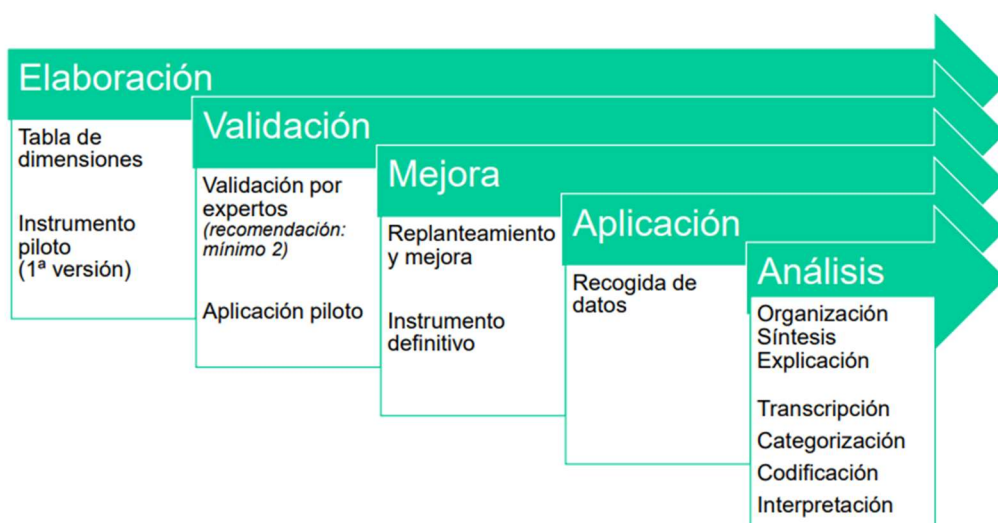 Elaboración
Tabla de
dimensiones
Instrumento
piloto
(1ª versión)
Validación
Validación por
expertos
(recomendación:
mínimo 2)
Aplicación piloto
Mejora
Replanteamiento
y mejora
Instrumento
definitivo
Aplicación
Recogida de
datos
Análisis
Organización
Síntesis
Explicación
Transcripción
Categorización
Codificación
Interpretación